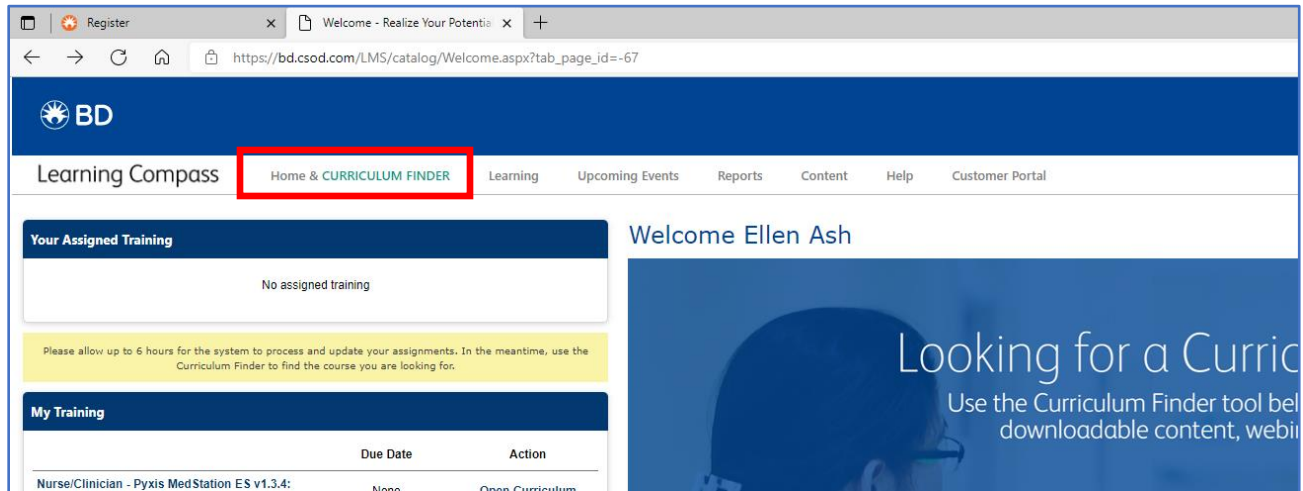 Register
Welcome - Realize Your Potentia
https://bd.csod.com/LMS/catalog/Welcome.aspx?tab_page_id=-67
BD
Learning Compass
Home & CURRICULUM FINDER
Learning
Upcoming Events
Reports
Content
Help
Customer Portal
Your Assigned Training
No assigned training
Please allow up to 6 hours for the system to process and update your assignments. In the meantime, use the
Curriculum Finder to find the course you are looking for.
My Training
Due Date
Action
Nurse/Clinician - Pyxis MedStation ES v1.3.4:
None
Open Curriculum
Welcome Ellen Ash
Looking for a Curric
Use the Curriculum Finder tool bel
downloadable content, webi